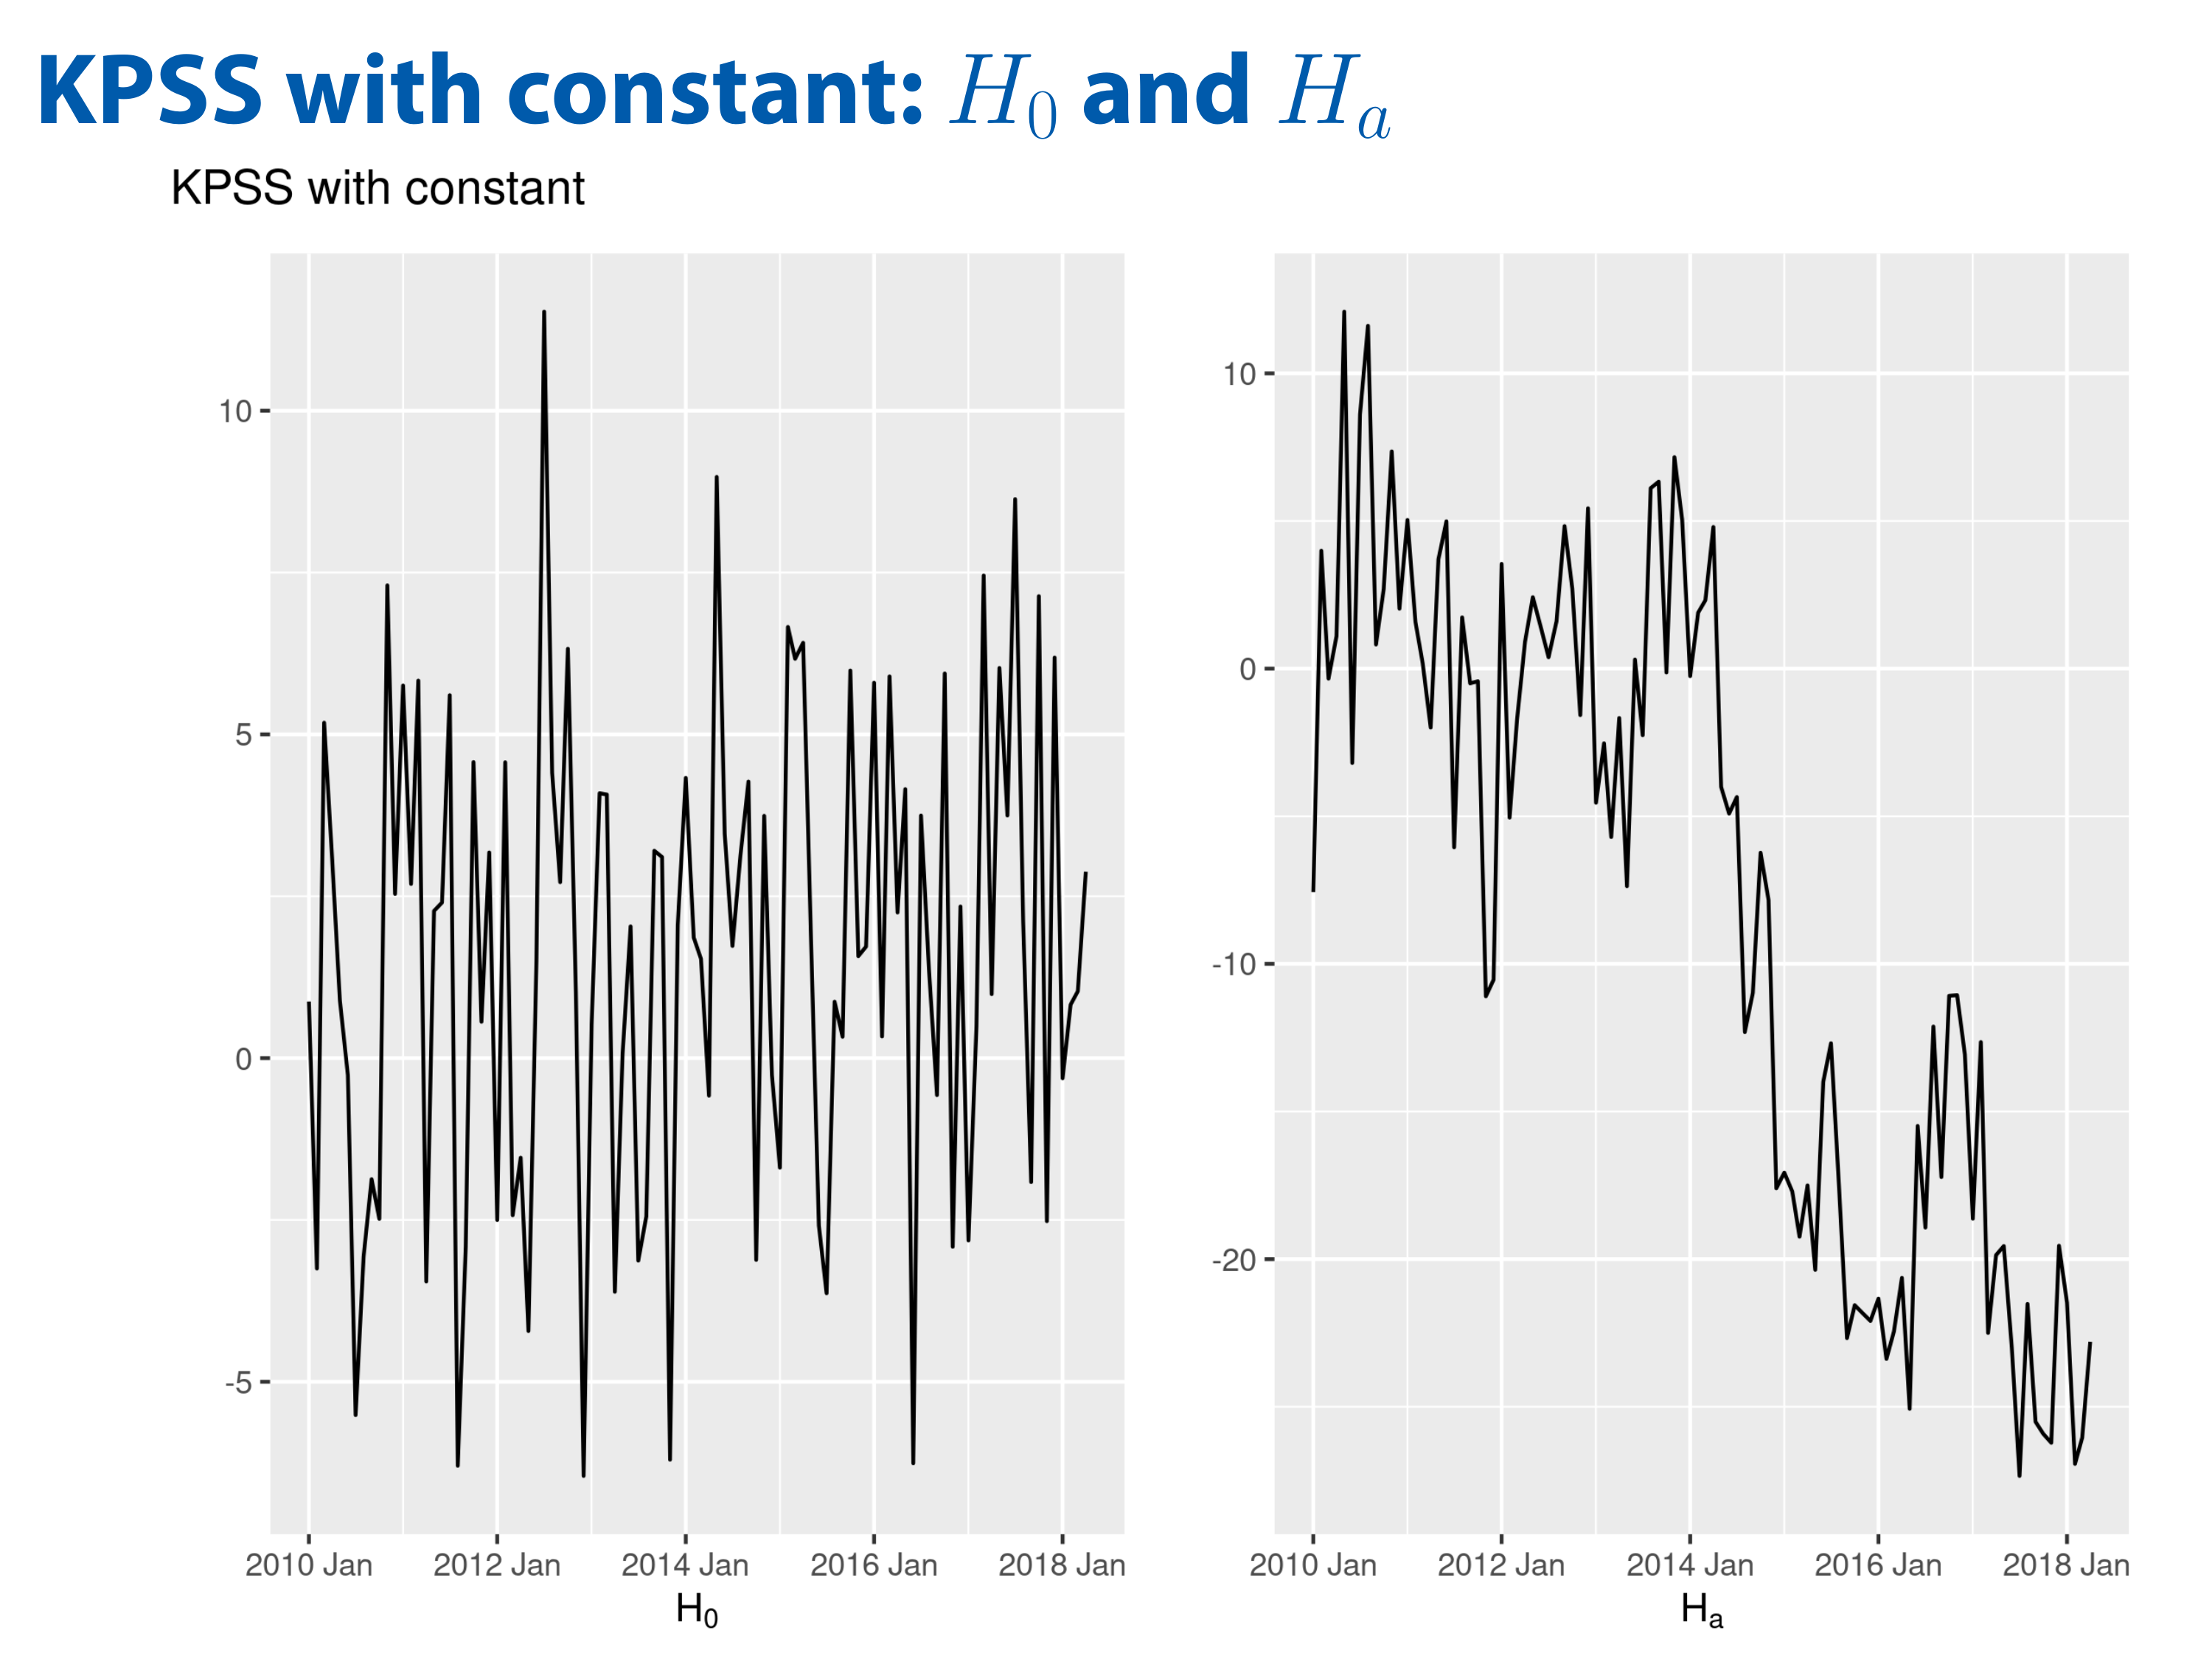 KPSS with constant: H₀ and Hₐ
KPSS with constant
10
5
0
-5
2010 Jan 2012 Jan 2014 Jan 2016 Jan 2018 Jan
H₀
10
0
-10
-20
2010 Jan 2012 Jan 2014 Jan 2016 Jan 2018 Jan
Hₐ